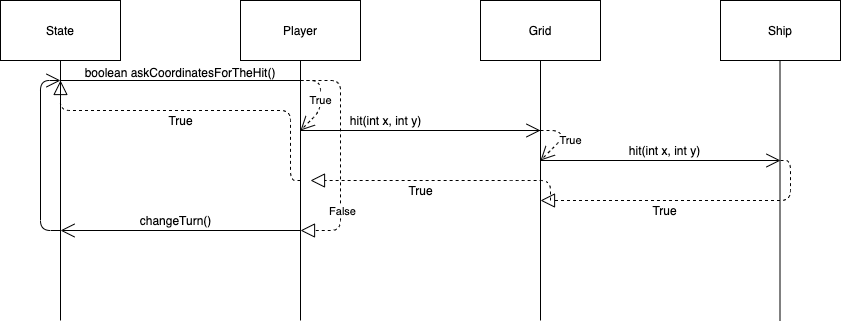 State
Player
Grid
Ship
boolean askCoordinatesForTheHit()
True
True
hit(int x, int y)
True
hit(int x, int y)
True
True
False
changeTurn()